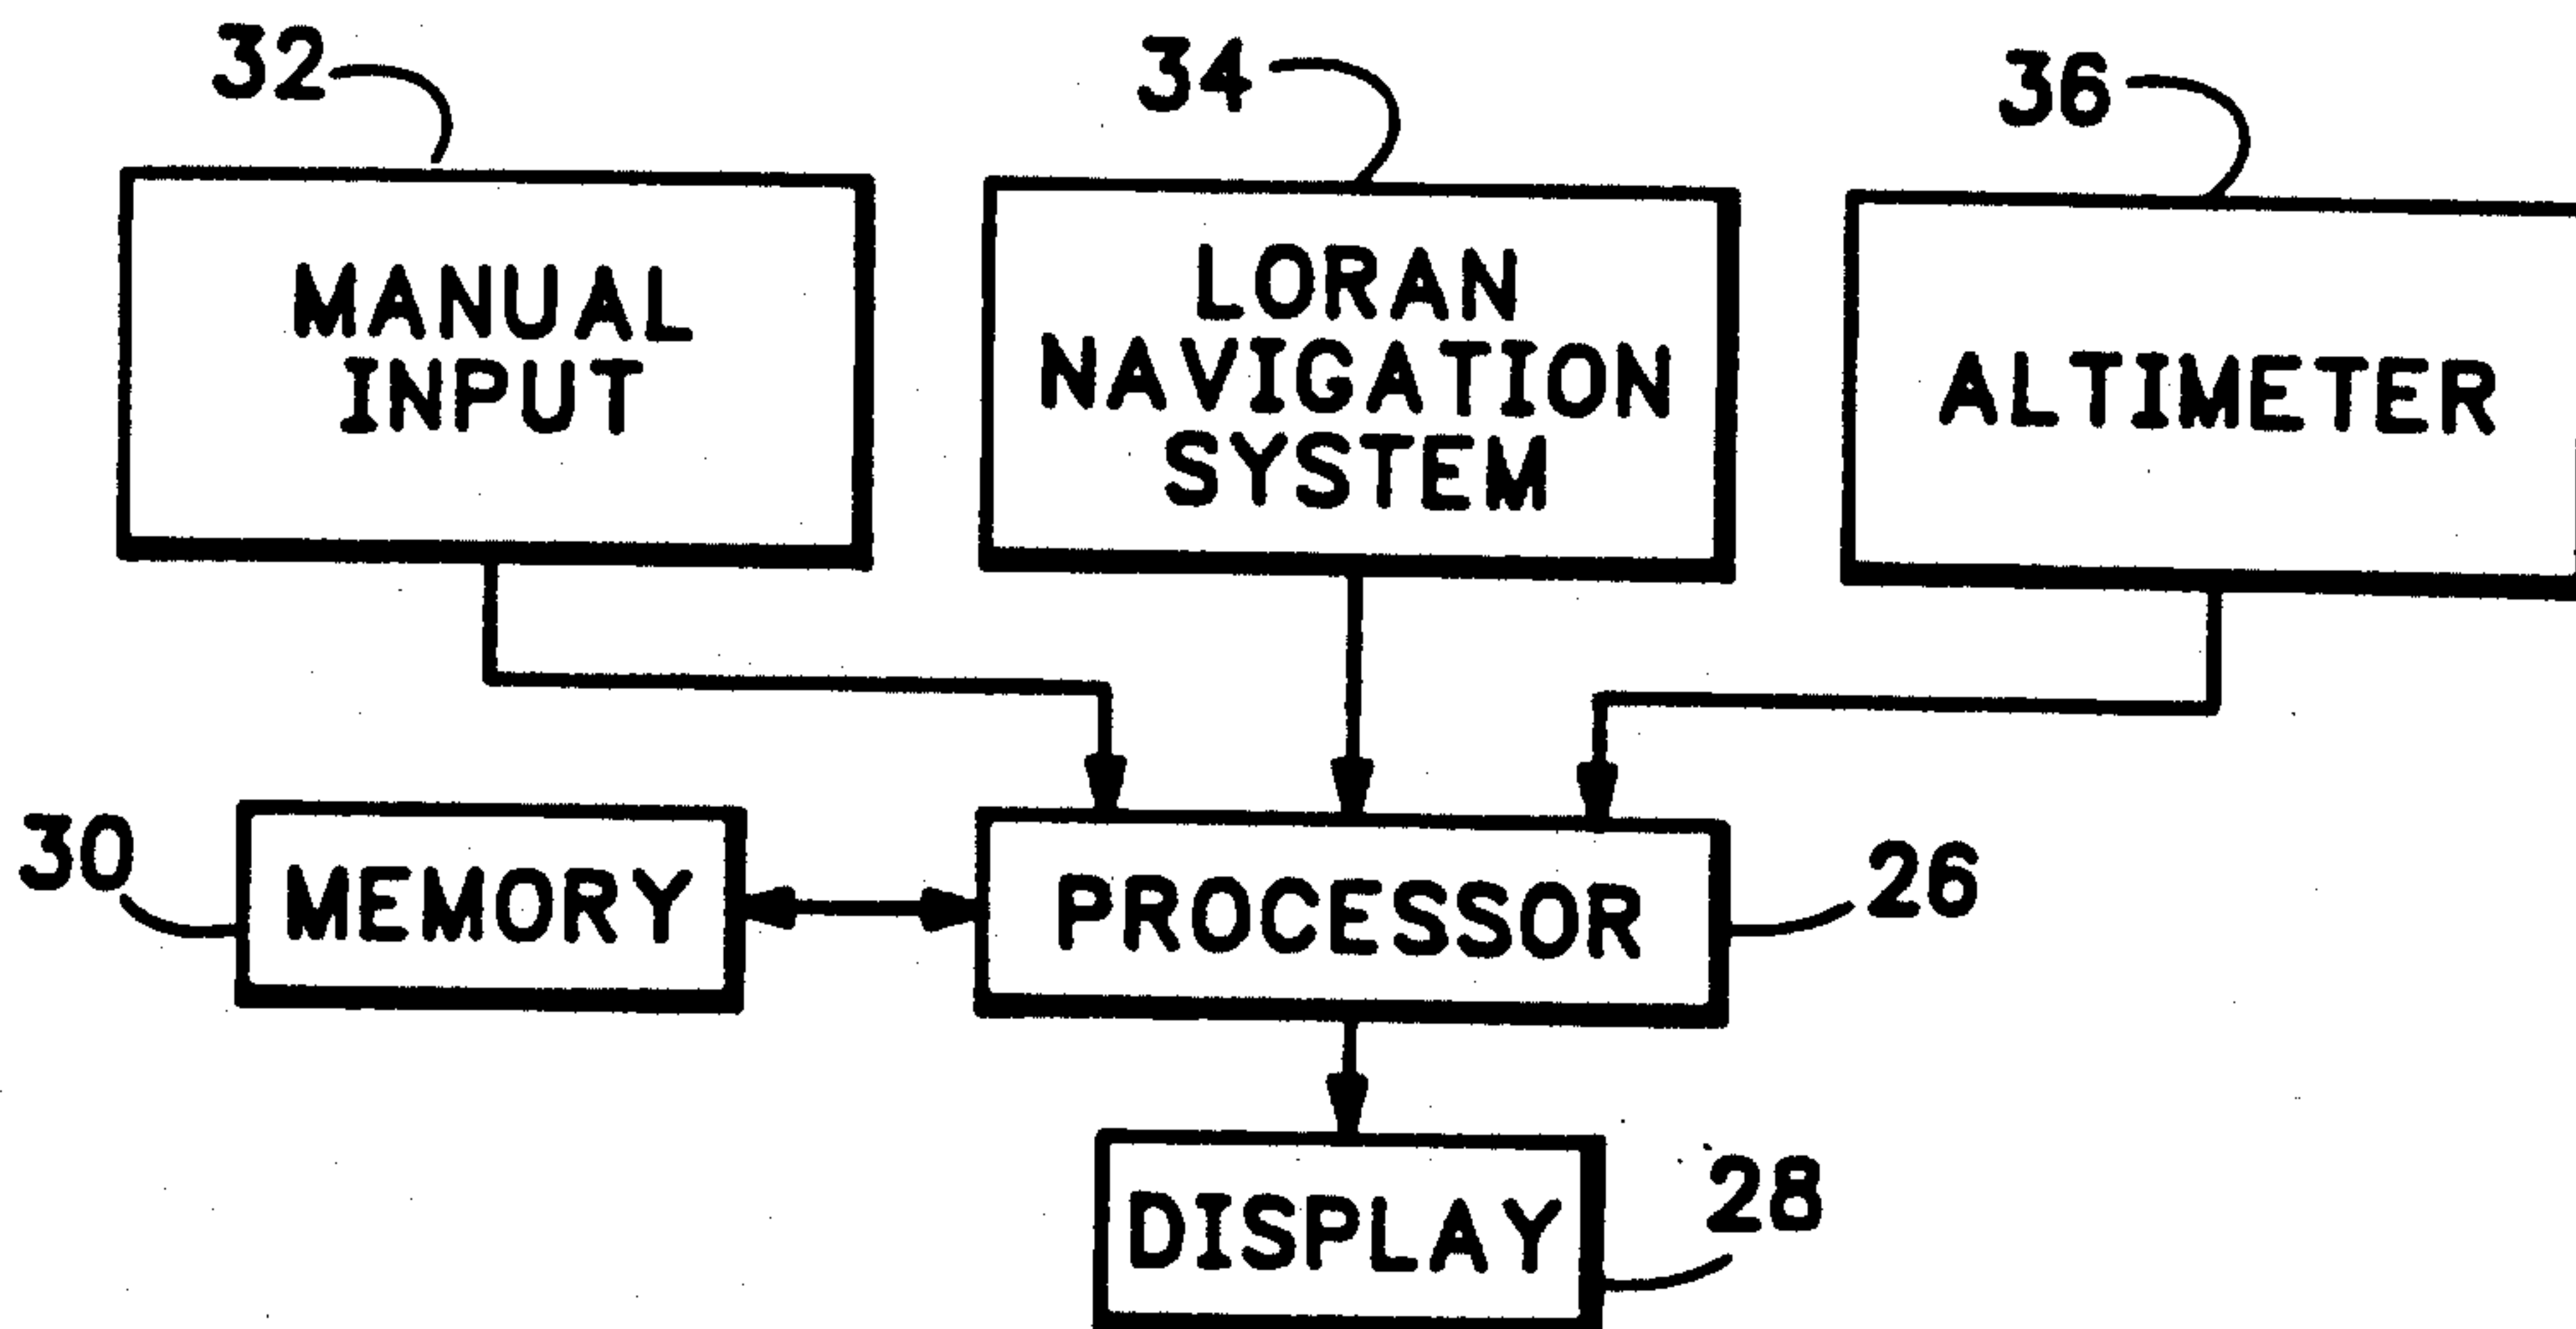 32
34
36
MANUAL
INPUT
LORAN
NAVIGATION
SYSTEM
ALTIMETER
30
MEMORY
PROCESSOR
26
DISPLAY
28